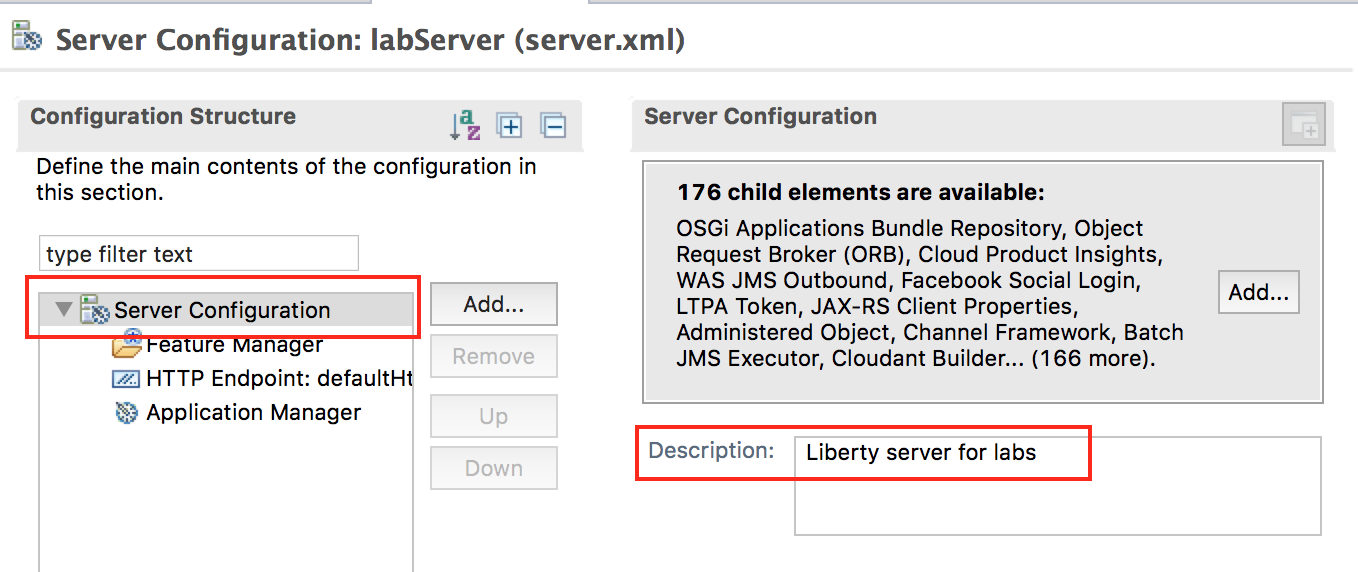 Server Configuration: labServer (server.xml)
Configuration Structure
Define the main contents of the configuration in
this section.
type filter text
Server Configuration
Feature Manager
HTTP Endpoint: defaultHt
Application Manager
Add...
Remove
Up
Down
Server Configuration
176 child elements are available:
OSGi Applications Bundle Repository, Object
Request Broker (ORB), Cloud Product Insights,
WAS JMS Outbound, Facebook Social Login,
LTPA Token, JAX-RS Client Properties,
Administered Object, Channel Framework, Batch
JMS Executor, Cloudant Builder... (166 more).
Add...
Description:
Liberty server for labs